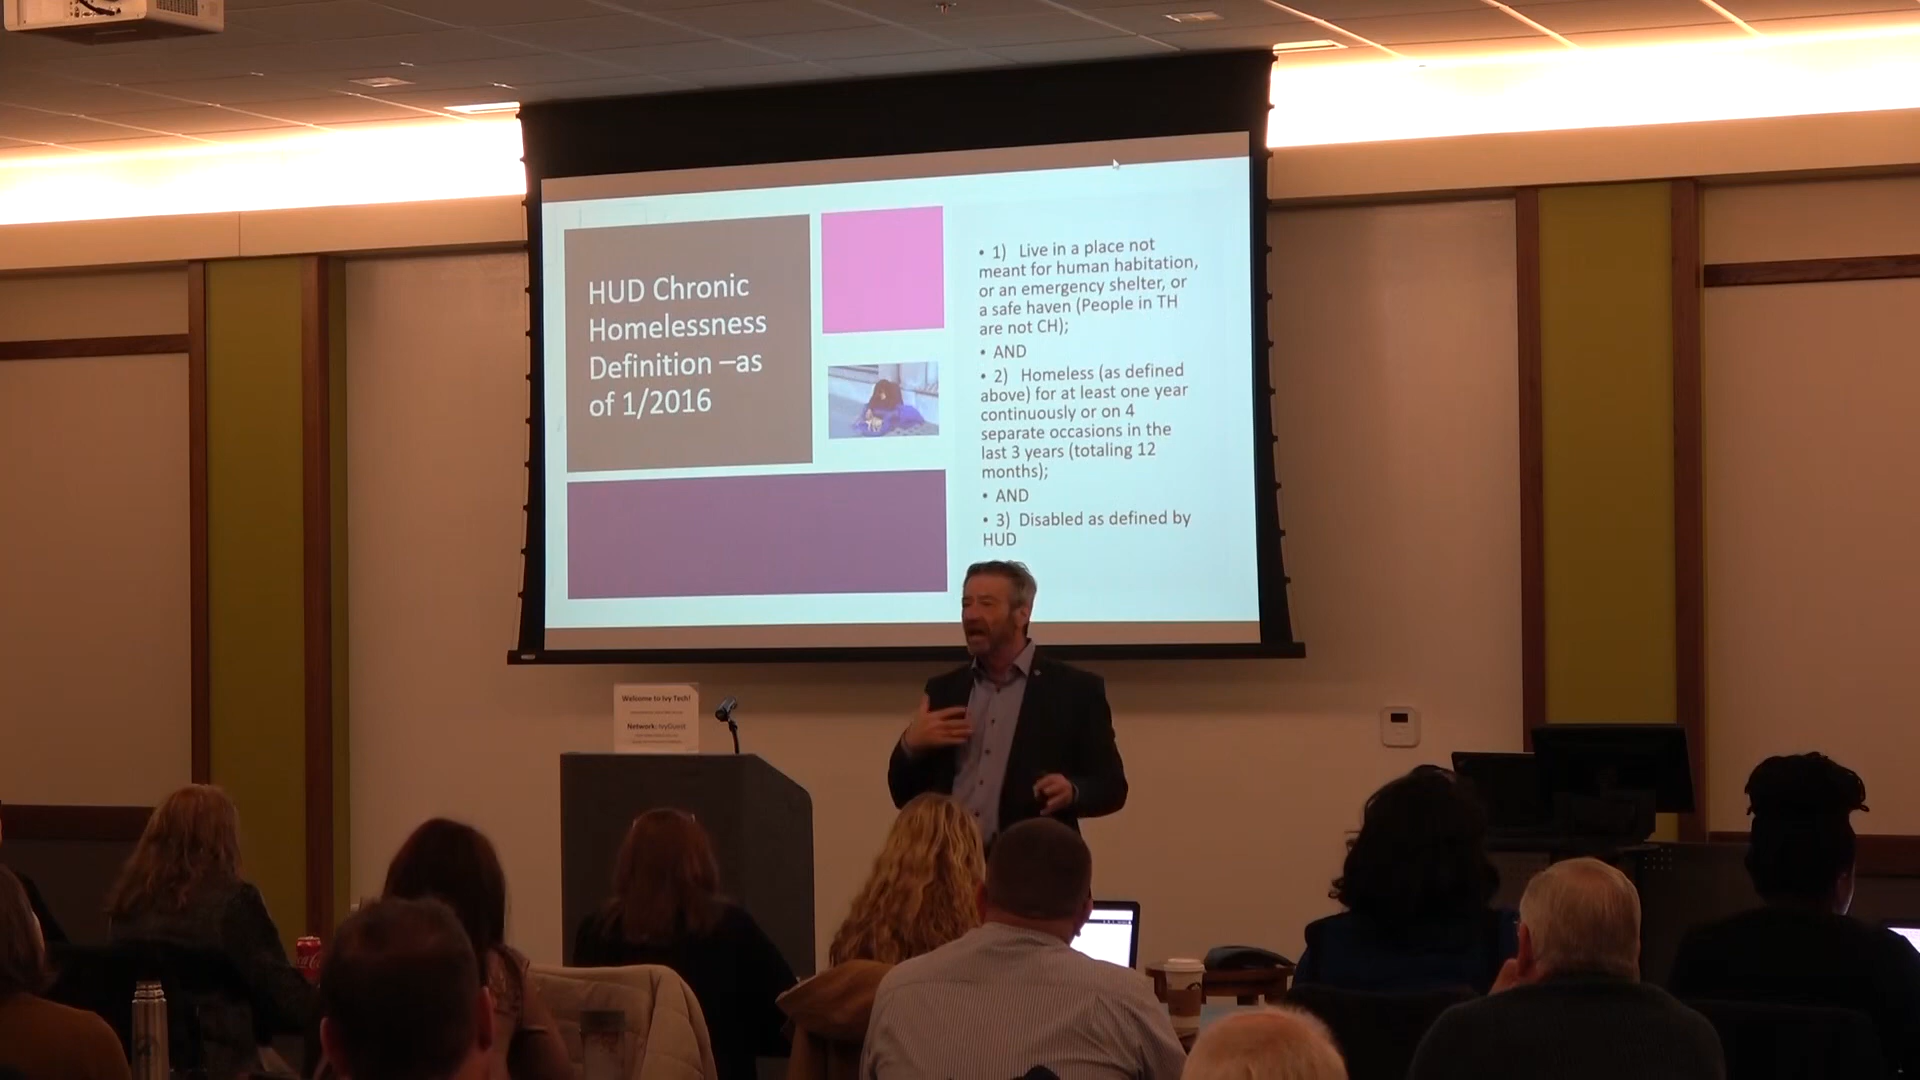 HUD Chronic
Homelessness
Definition –as
of 1/2016
• 1) Live in a place not
meant for human habitation,
or an emergency shelter, or
a safe haven (People in TH
are not CH);
• AND
• 2) Homeless (as defined
above) for at least one year
continuously or on 4
separate occasions in the
last 3 years (totaling 12
months);
• AND
• 3) Disabled as defined by
HUD
Welcome to Ivy Tech!
Network: IvyGuest